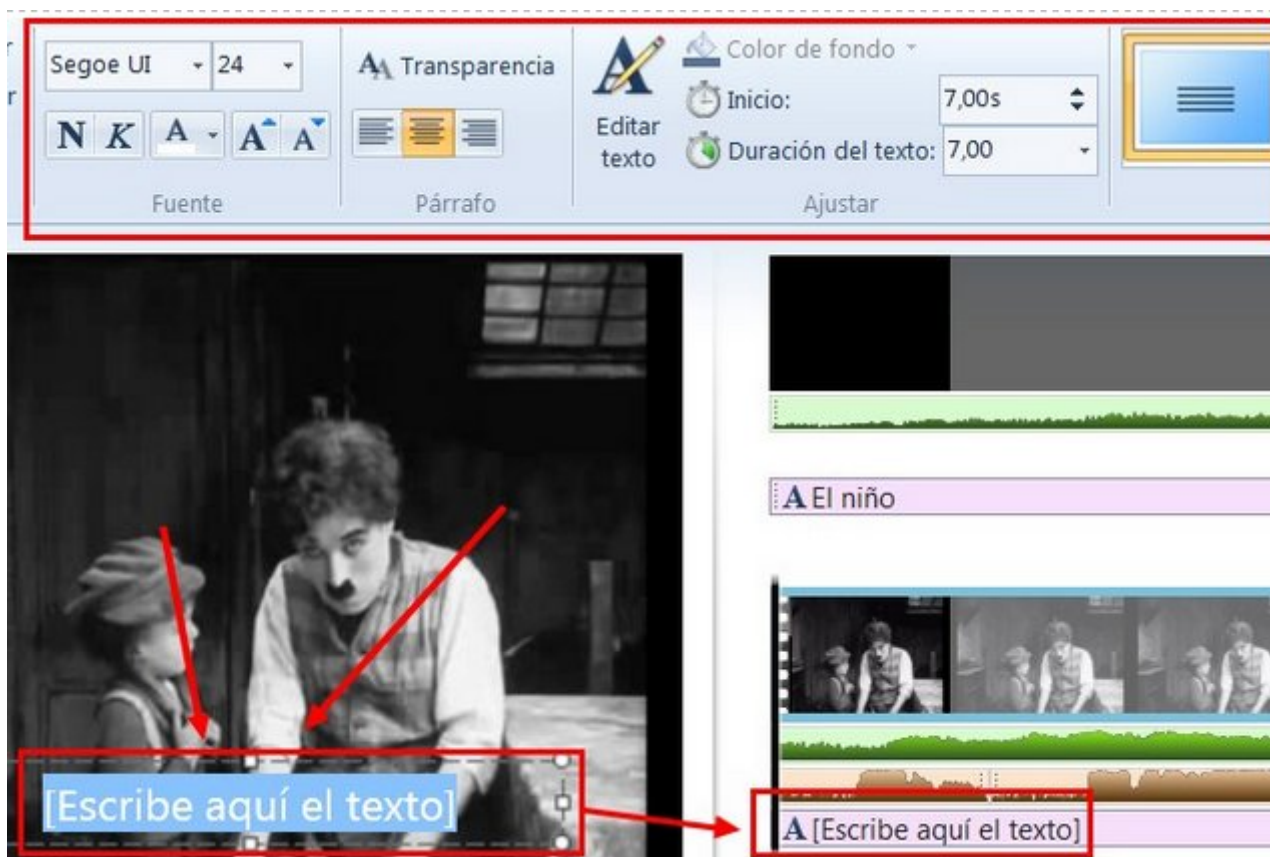 Segoe UI 24
N K A A A
Fuente
AA Transparencia
Párrafo
Editar
texto
Color de fondo
Inicio: 7,00s
Duración del texto: 7,00
Ajustar
A El niño
[Escribe aquí el texto]
A [Escribe aquí el texto]